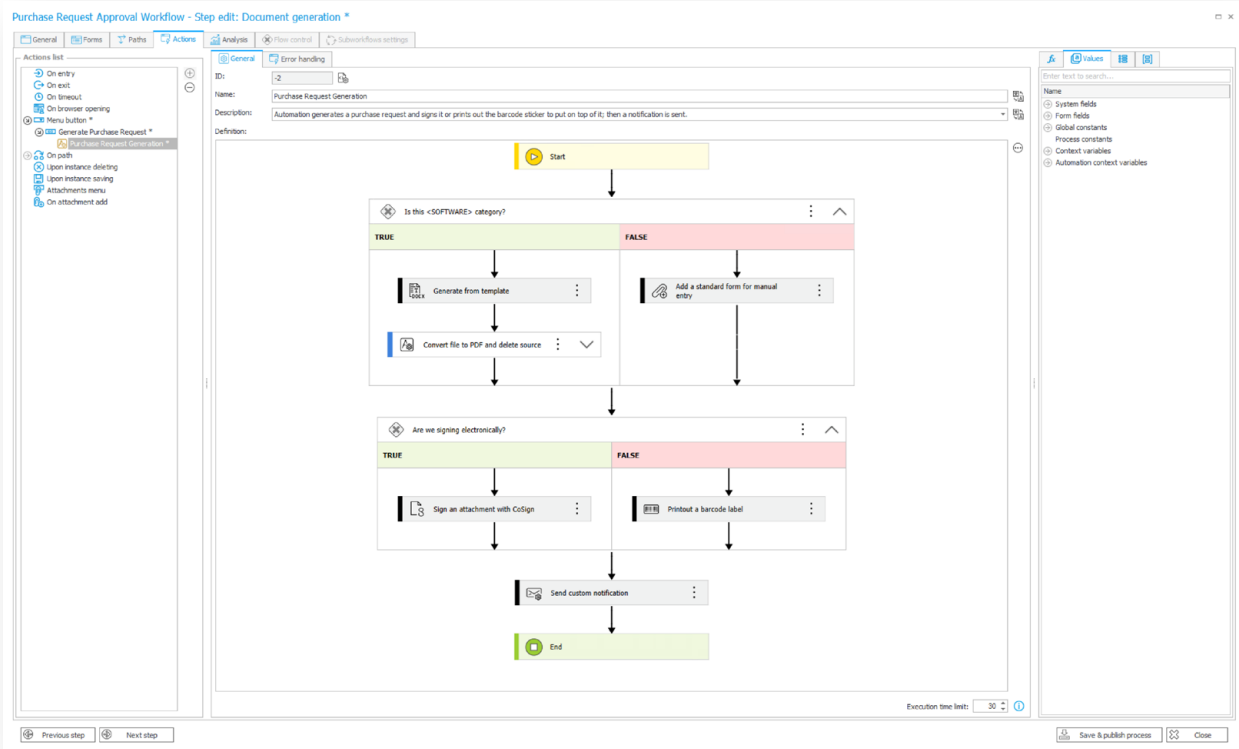 Purchase Request Approval Workflow - Step edit: Document generation *
General
Forms
Paths
Actions
Analysis
Flow control
Subworkflows settings
Actions list
On entry
On exit
On timeout
On browser opening
Menu button *
Generate Purchase Request *
Purchase Request Generation *
On path
Upon instance deleting
Upon instance saving
Attachments menu
On attachment add
General
Error handling
ID:
-2
Name:
Purchase Request Generation
Description:
Automation generates a purchase request and signs it or prints out the barcode sticker to put on top of it; then a notification is sent.
Definition:
Start
Is this <SOFTWARE> category?
TRUE
FALSE
Generate from template
DOCX
Add a standard form for manual
entry
Convert file to PDF and delete source
Are we signing electronically?
TRUE
FALSE
Sign an attachment with CoSign
Printout a barcode label
Send custom notification
End
Execution time limit:
30
fx
Values
Enter text to search...
Name
System fields
Form fields
Global constants
Process constants
Context variables
Automation context variables
Previous step
Next step
Save & publish process
Close